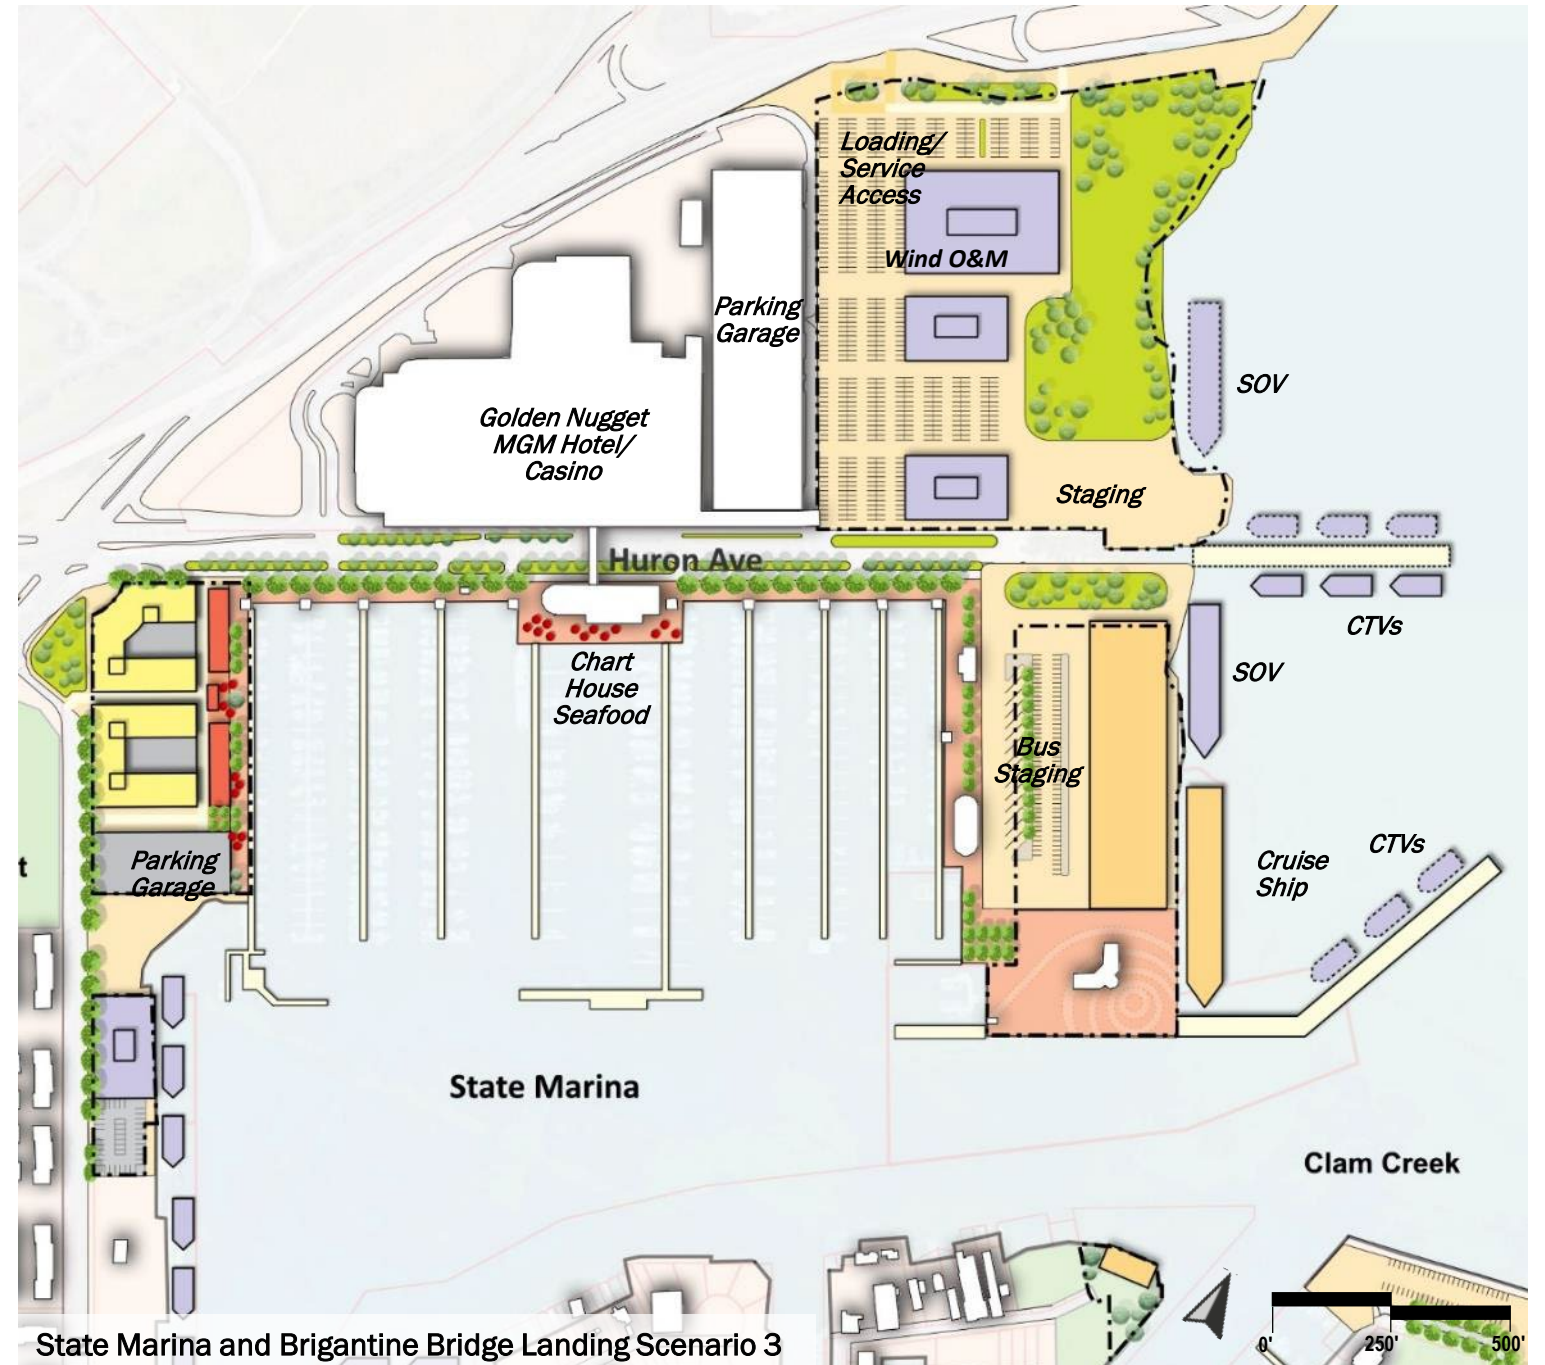 Loading/
Service
Access
Wind O&M
Parking
Garage
SOV
Golden Nugget
MGM Hotel/
Casino
Staging
Huron Ave
CTVs
Chart
House
Seafood
SOV
Bus
Staging
Parking
Garage
t
Cruise
Ship
CTVs
State Marina
Clam Creek
State Marina and Brigantine Bridge Landing Scenario 3
0'
250'
500'